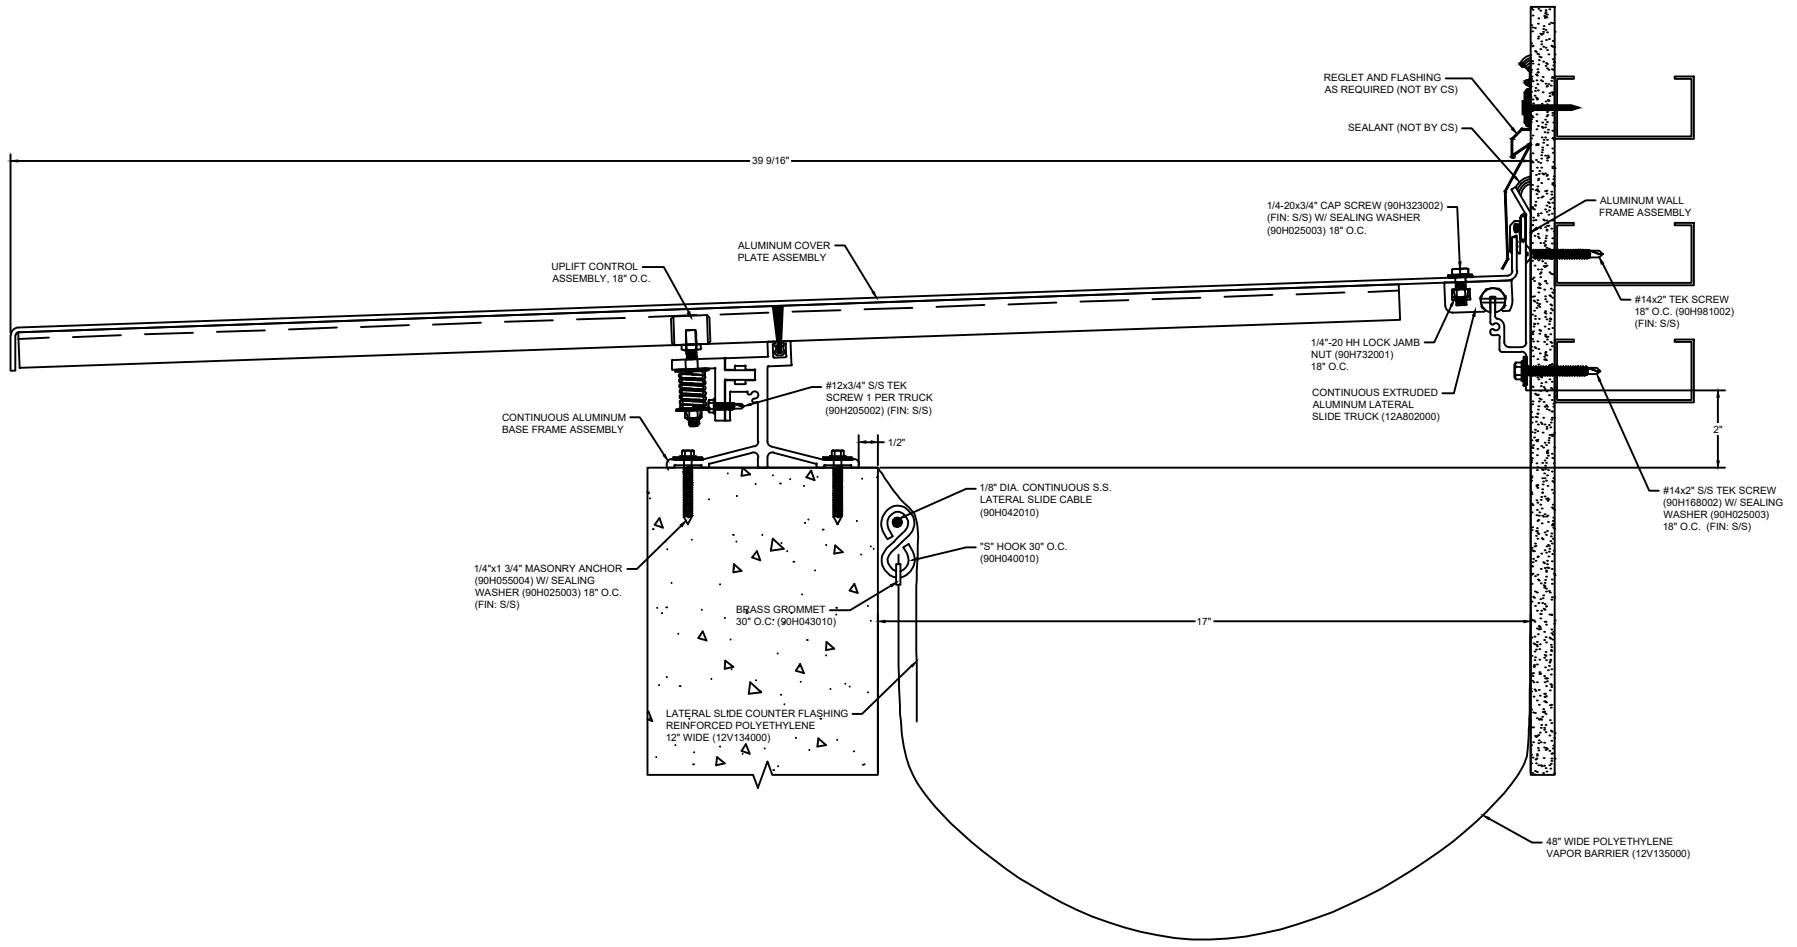 REGLET AND FLASHING
AS REQUIRED (NOT BY CS)
SEALANT (NOT BY CS)
39 9/16"
1/4-20x3/4" CAP SCREW (90H323002)
(FIN: S/S) W/ SEALING WASHER
(90H025003) 18" O.C.
ALUMINUM WALL
FRAME ASSEMBLY
ALUMINUM COVER
PLATE ASSEMBLY
UPLIFT CONTROL
ASSEMBLY, 18" O.C.
#14x2" TEK SCREW
18" O.C. (90H981002)
(FIN: S/S)
1/4"-20 HH LOCK JAMB
NUT (90H732001)
18" O.C.
#12x3/4" S/S TEK
SCREW 1 PER TRUCK
(90H205002) (FIN: S/S)
CONTINUOUS EXTRUDED
ALUMINUM LATERAL
SLIDE TRUCK (12A802000)
CONTINUOUS ALUMINUM
BASE FRAME ASSEMBLY
1/2"
2"
1/8" DIA. CONTINUOUS S.S.
LATERAL SLIDE CABLE
(90H042010)
#14x2" S/S TEK SCREW
(90H168002) W/ SEALING
WASHER (90H025003)
18" O.C. (FIN: S/S)
"S" HOOK 30" O.C.
(90H040010)
1/4"x1 3/4" MASONRY ANCHOR
(90H055004) W/ SEALING
WASHER (90H025003) 18" O.C.
(FIN: S/S)
BRASS GROMMET
30" O.C. (90H043010)
17"
LATERAL SLIDE COUNTER FLASHING
REINFORCED POLYETHYLENE
12" WIDE (12V134000)
48" WIDE POLYETHYLENE
VAPOR BARRIER (12V135000)